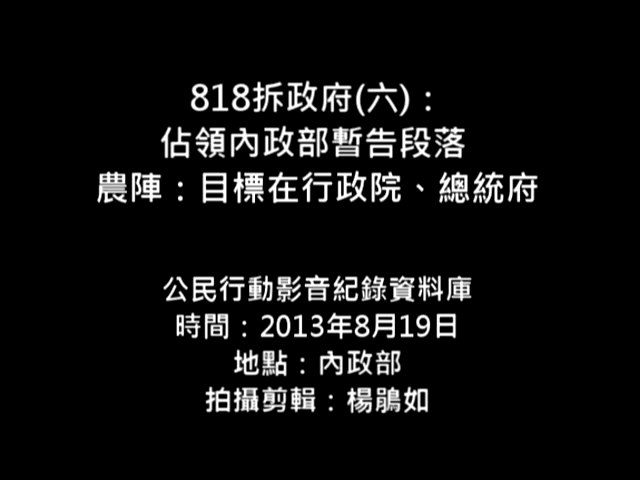 818拆政府(六)：
佔領內政部暫告段落
農陣：目標在行政院、總統府
公民行動影音紀錄資料庫
時間：2013年8月19日
地點：內政部
拍攝剪輯：楊鵑如